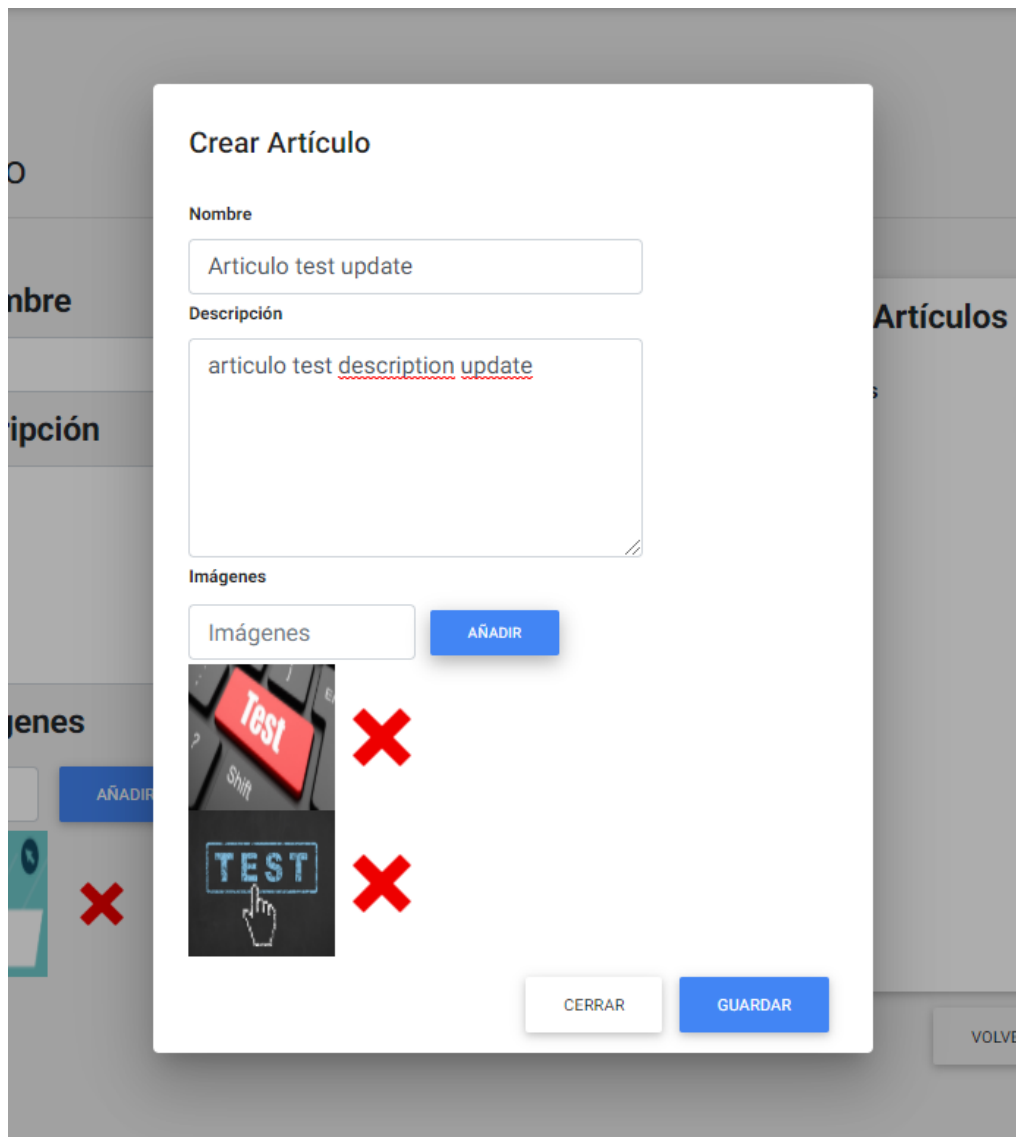 Crear Artículo
Nombre
Articulo test update
Descripción
articulo test description update
Imágenes
Imágenes
AÑADIR
Test
Shift
?
TEST
CERRAR
GUARDAR
o
mbre
ripción
genes
AÑADIR
Artículos
s
VOLVE